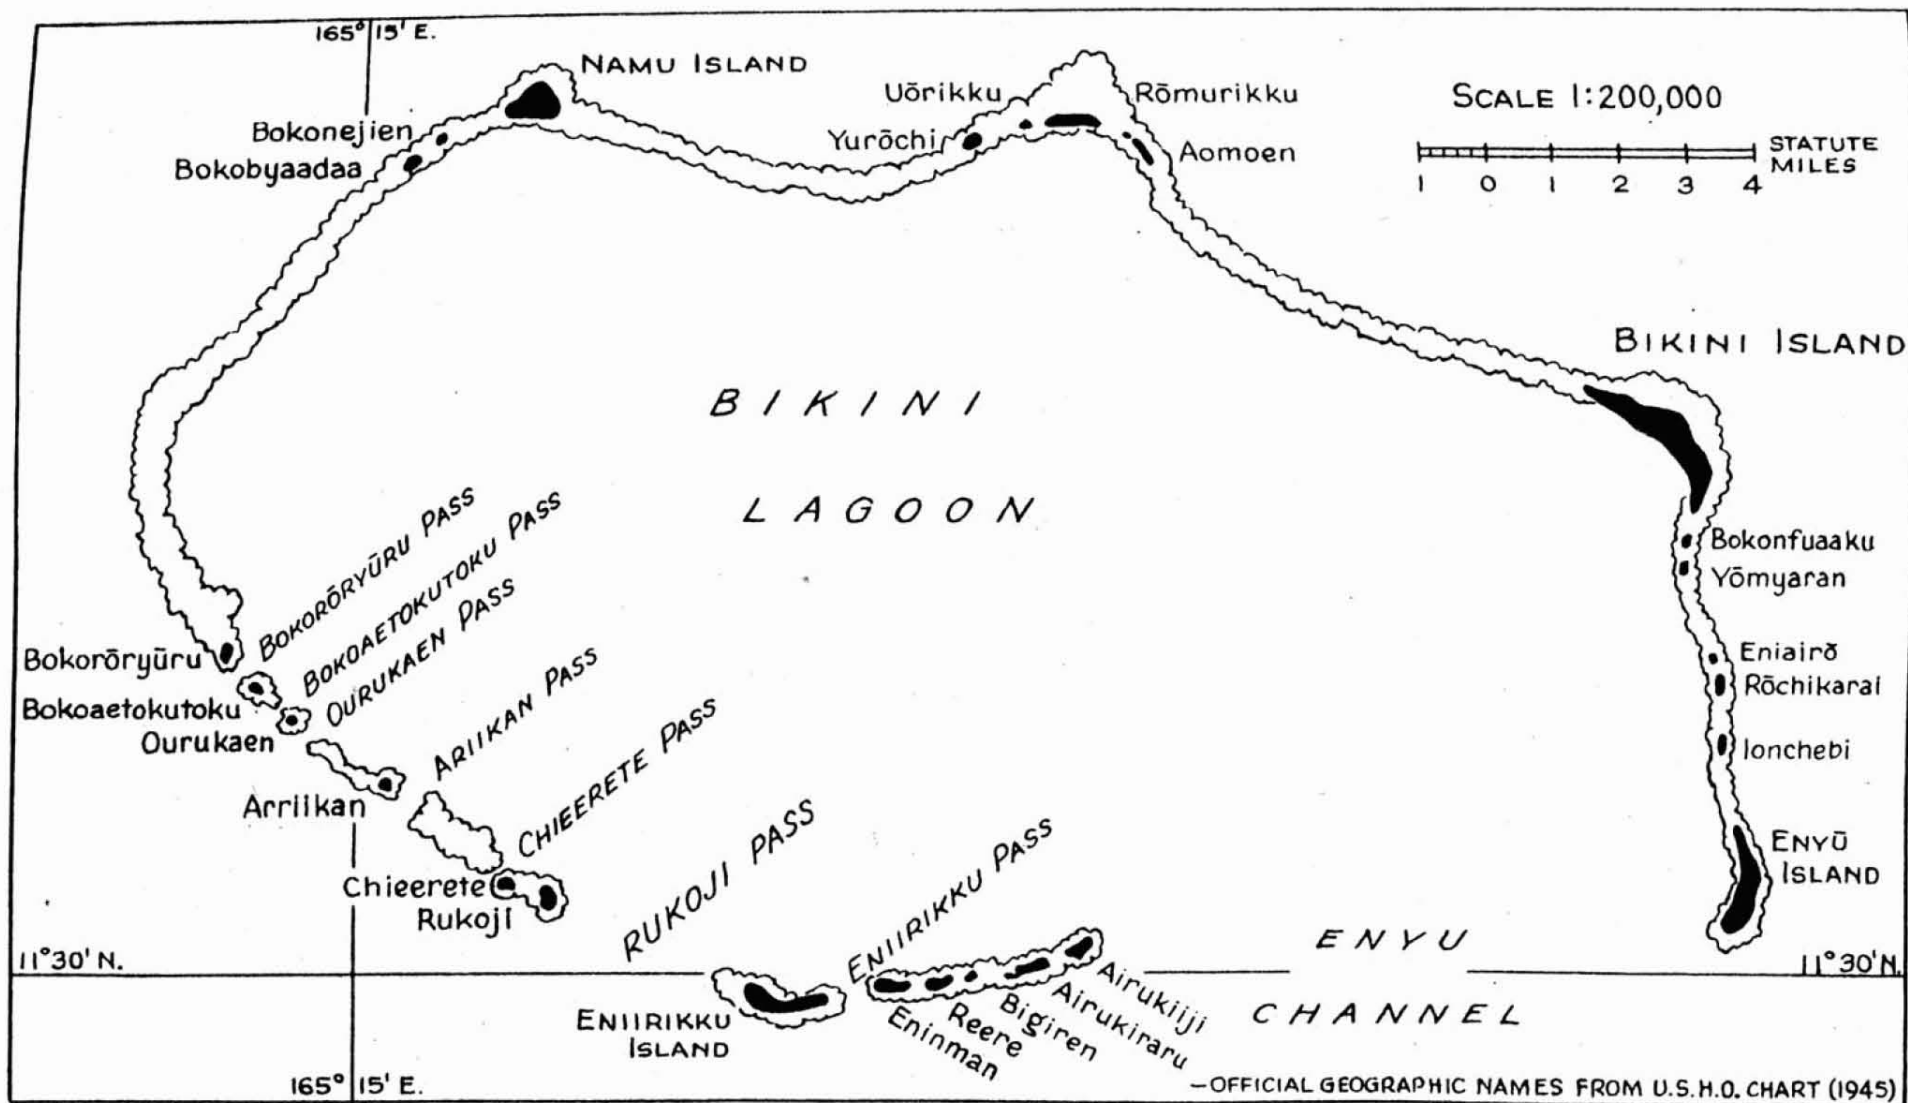 165° 15' E.
NAMU ISLAND
Uōrikku
Rōmurikku
SCALE 1:200,000
Bokonejien
Yurōchi
Aomoen
STATUTE
MILES
Bokobyaadaa
1 0 1 2 3 4
BIKINI ISLAND
BIKINI
LAGOON
BOKORŌRYŪRU PASS
BOKOAETOKUTOKU PASS
OURUKAEN PASS
ARIIKAN PASS
CHIEERETE PASS
RUKOJI PASS
ENIIRIKKU PASS
Bokonfuaaku
Yōmyaran
Bokorōryūru
Eniairō
Rōchikarai
Bokoaetokutoku
Ourukaen
Ionchebi
Arriikan
ENYŪ
ISLAND
Chieerete
Rukoji
ENYU
CHANNEL
11° 30' N.
11° 30' N.
ENIIRIKKU
ISLAND
Eninman
Reere
Bigiren
Airukiraru
Airukiiji
165° 15' E.
—OFFICIAL GEOGRAPHIC NAMES FROM U.S.H.O. CHART (1945)